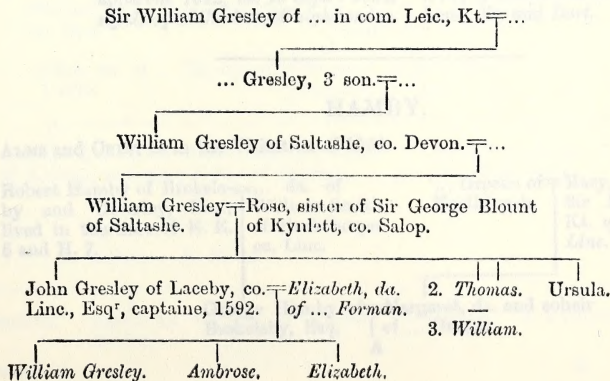 Sir William Gresley of ... in com. Leic., Kt.=...
... Gresley, 3 son.=...
William Gresley of Saltashe, co. Devon.=...
William Gresley=Rose, sister of Sir George Blount
of Saltashe. of Kynlett, co. Salop.
John Gresley of Laceby, co.=Elizabeth, da. 2. Thomas. Ursula.
Linc., Esqr, captaine, 1592. of ... Forman. —
3. William.
William Gresley. Ambrose. Elizabeth.